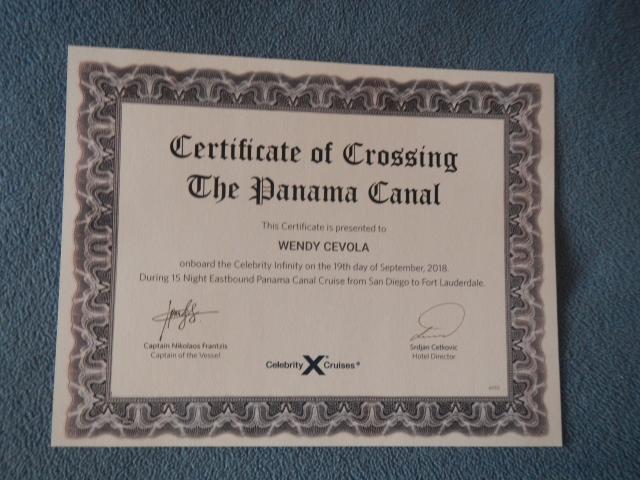 Certificate of Crossing
The Panama Canal
This Certificate is presented to
WENDY CEVOLA
onboard the Celebrity Infinity on the 19th day of September, 2018.
During 15 Night Eastbound Panama Canal Cruise from San Diego to Fort Lauderdale.
Captain Nikolaos Frantzis
Captain of the Vessel
Srdjan Cetkovic
Hotel Director
Celebrity X Cruises®